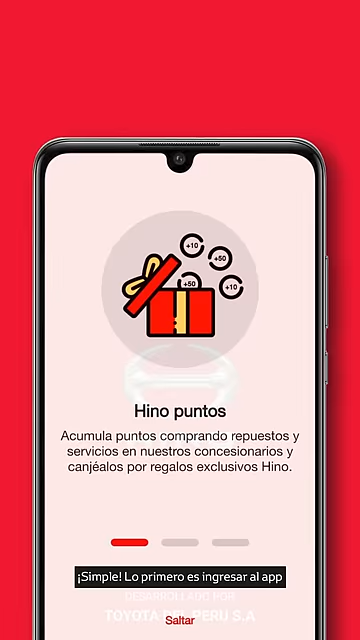 +10
+50
+50
+10
Hino puntos
Acumula puntos comprando repuestos y
servicios en nuestros concesionarios y
canjéalos por regalos exclusivos Hino.
¡Simple! Lo primero es ingresar al app
DESARROLLADO POR
TOYOTA DEL PERU S.A
Saltar